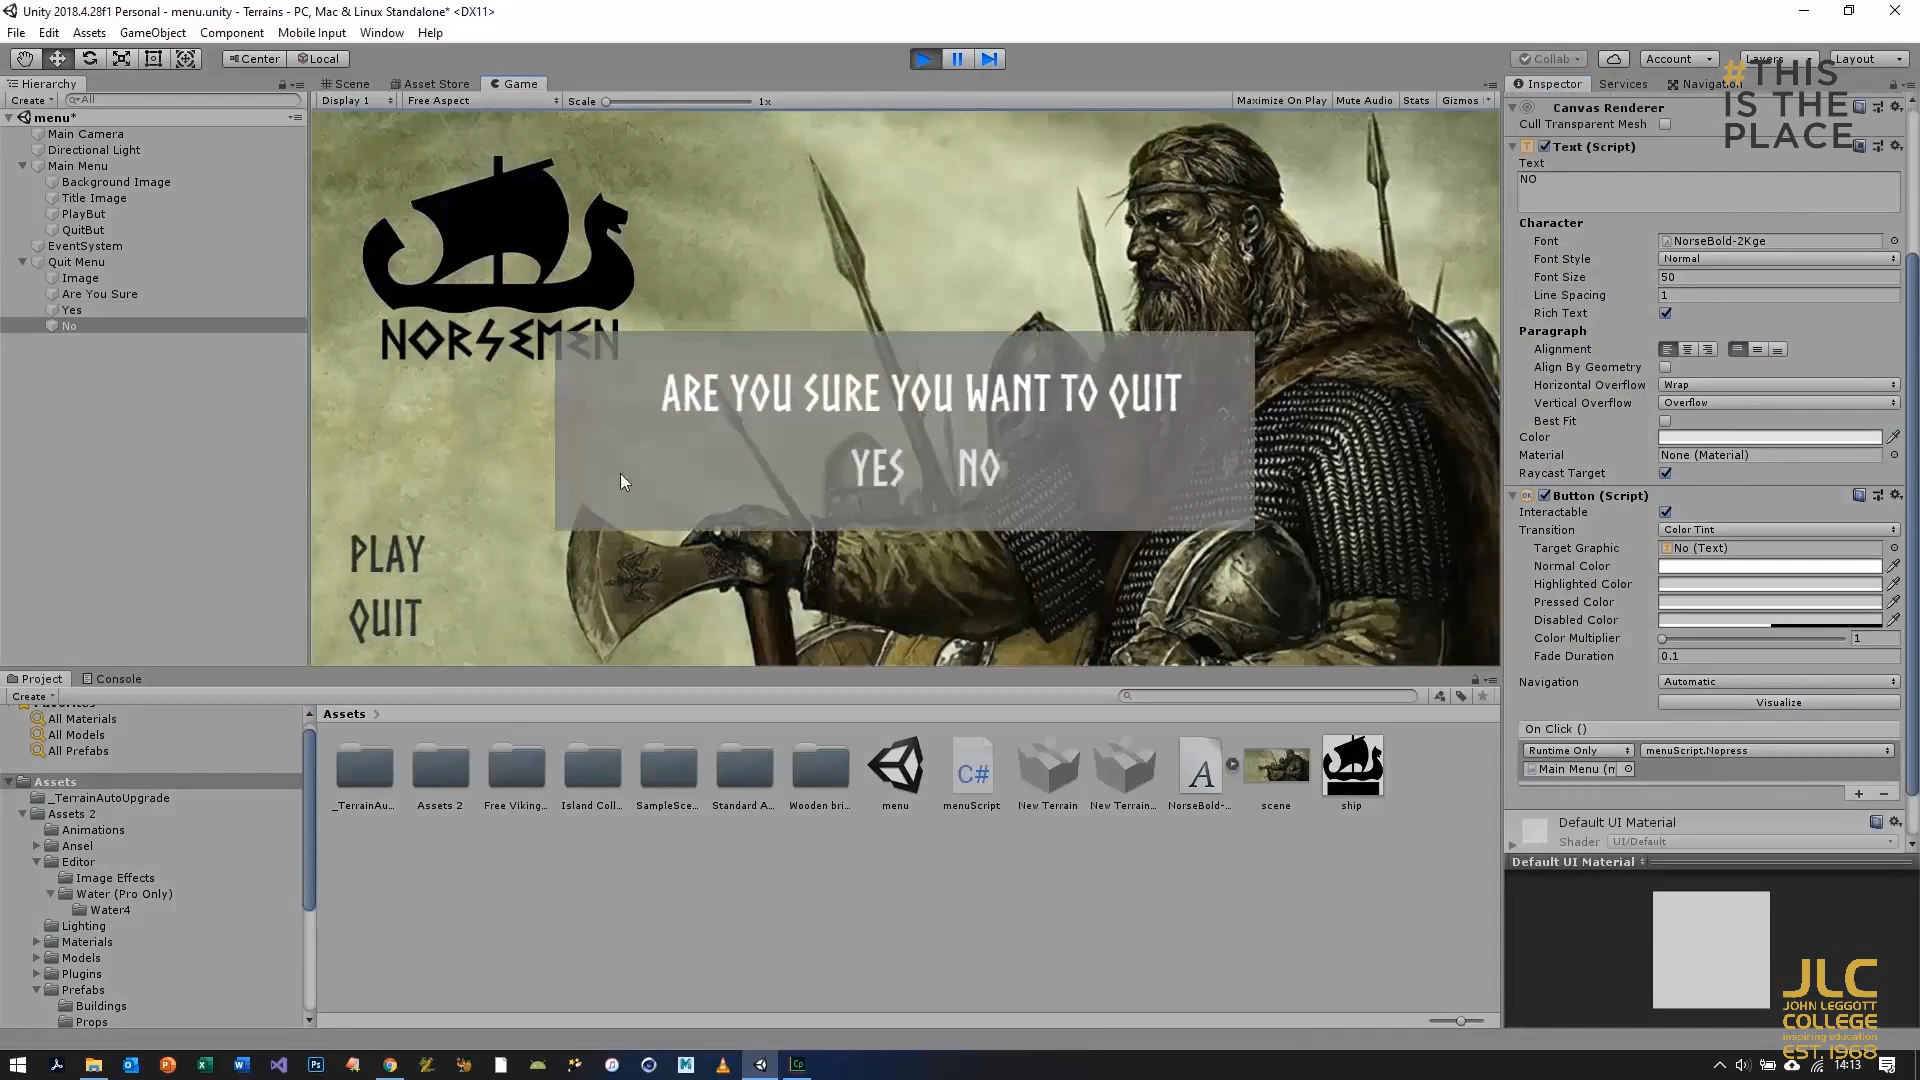 Unity 2018.4.28f1 Personal - menu.unity - Terrains - PC, Mac & Linux Standalone* <DX11>
File Edit Assets GameObject Component Mobile Input Window Help
Center Local
Collab Account Layers Layout
Hierarchy
Create All
menu*
Main Camera
Directional Light
Main Menu
Background Image
Title Image
PlayBut
QuitBut
EventSystem
Quit Menu
Image
Are You Sure
Yes
No
Scene Asset Store Game
Display 1 Free Aspect Scale 1x Maximize On Play Mute Audio Stats Gizmos
NORSEMEN
ARE YOU SURE YOU WANT TO QUIT
YES NO
PLAY
QUIT
Inspector Services Navigation
#THIS
IS THE
PLACE
Canvas Renderer
Cull Transparent Mesh
Text (Script)
Text
NO
Character
Font NorseBold-2Kge
Font Style Normal
Font Size 50
Line Spacing 1
Rich Text
Paragraph
Alignment
Align By Geometry
Horizontal Overflow Wrap
Vertical Overflow Overflow
Best Fit
Color
Material None (Material)
Raycast Target
Button (Script)
Interactable
Transition Color Tint
Target Graphic No (Text)
Normal Color
Highlighted Color
Pressed Color
Disabled Color
Color Multiplier 1
Fade Duration 0.1
Navigation Automatic
Visualize
On Click ()
Runtime Only menuScript.Nopress
Main Menu (m
Default UI Material
Shader UI/Default
Default UI Material
Project Console
Create
Favorites
All Materials
All Models
All Prefabs
Assets
_TerrainAutoUpgrade
Assets 2
Animations
Ansel
Editor
Image Effects
Water (Pro Only)
Water4
Lighting
Materials
Models
Plugins
Prefabs
Buildings
Props
Assets
_TerrainAu... Assets 2 Free Viking... Island Coll... SampleSce... Standard A... Wooden bri... menu menuScript New Terrain New Terrain... NorseBold-... scene ship
JLC
JOHN LEGGOTT
COLLEGE
inspiring education
EST.1968
14:13